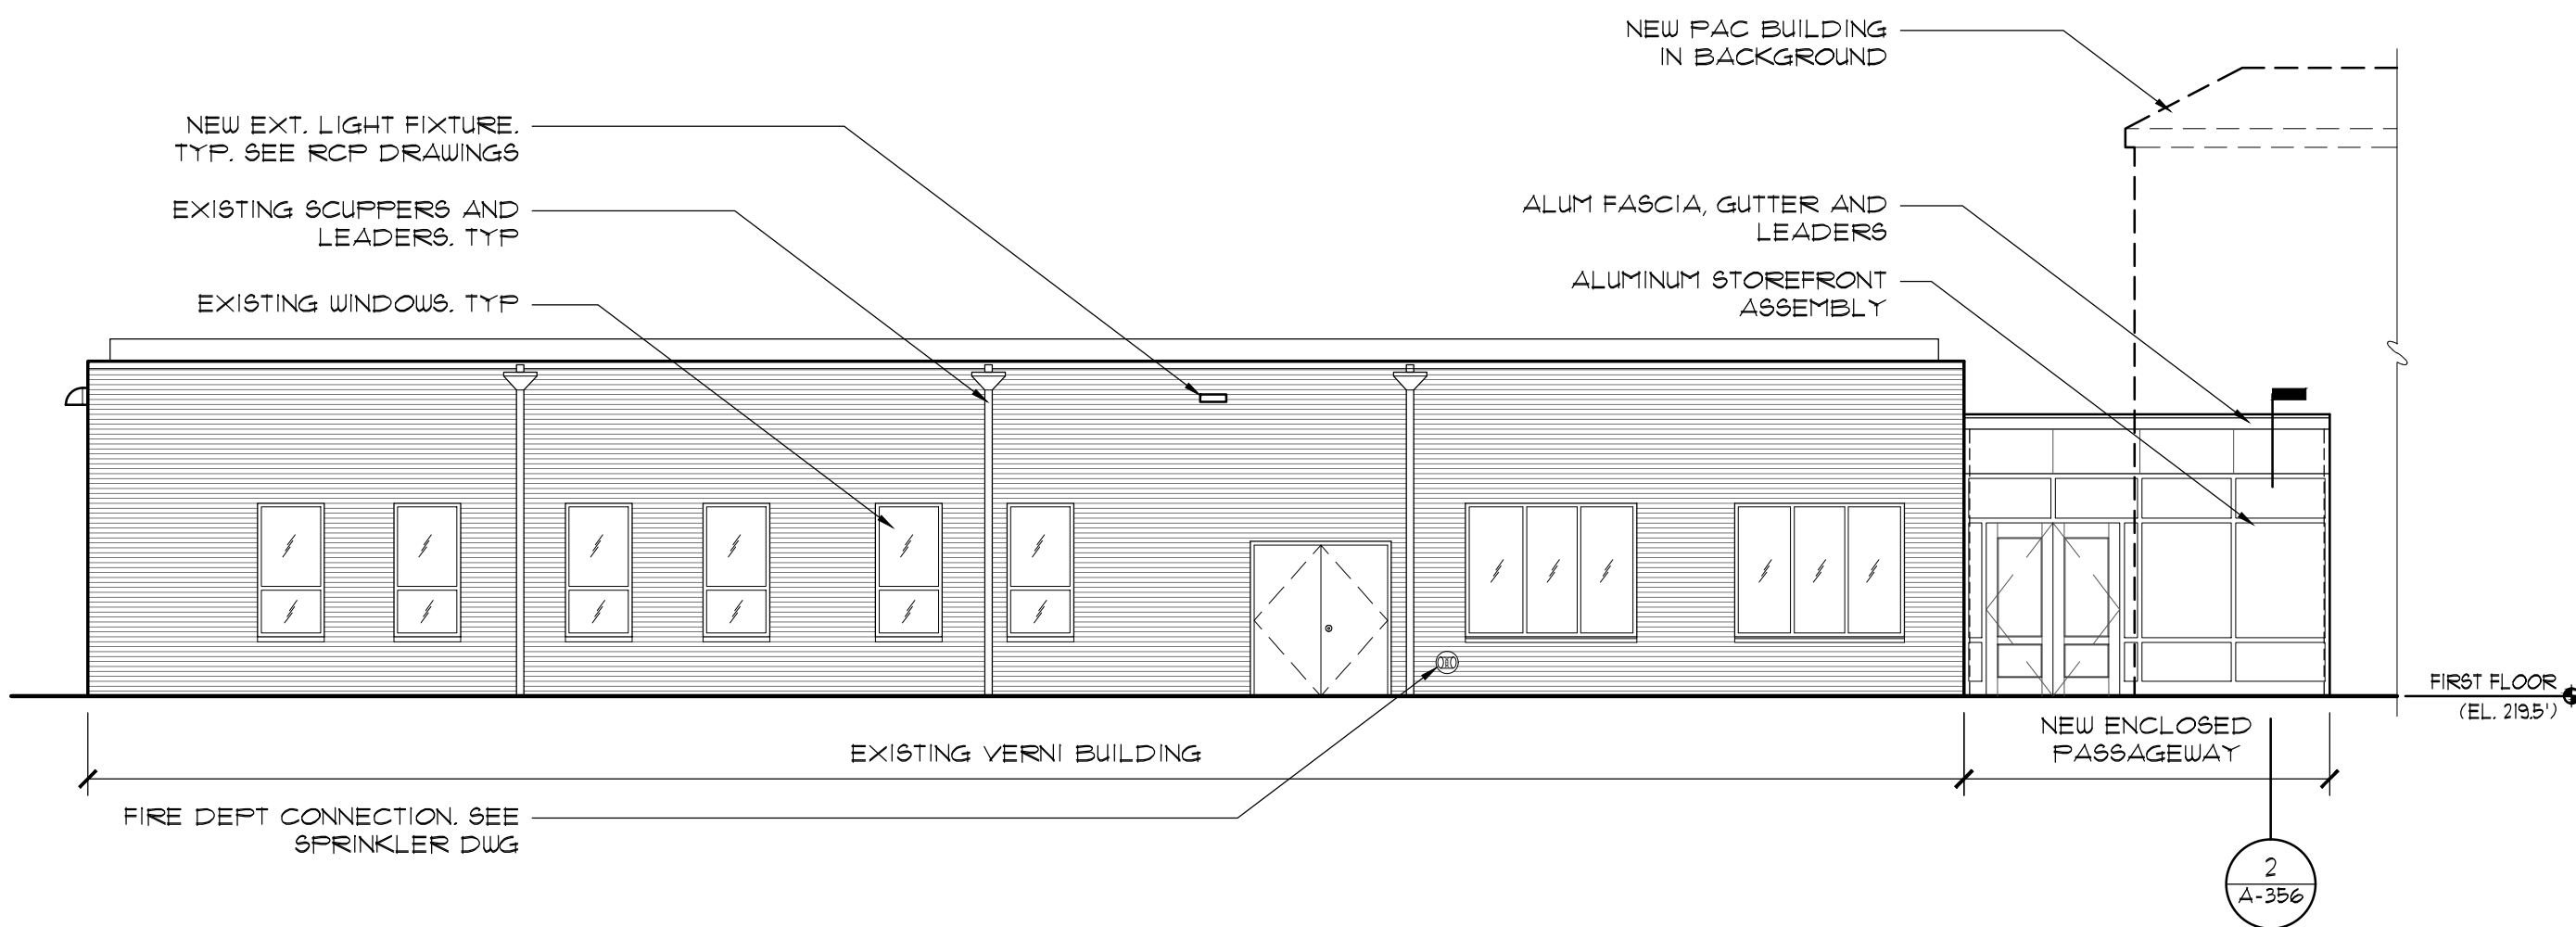 NEW PAC BUILDING
IN BACKGROUND
NEW EXT. LIGHT FIXTURE.
TYP. SEE RCP DRAWINGS
EXISTING SCUPPERS AND
LEADERS. TYP
ALUM FASCIA, GUTTER AND
LEADERS
EXISTING WINDOWS. TYP
ALUMINUM STOREFRONT
ASSEMBLY
FIRST FLOOR
(EL. 219.5')
EXISTING VERNI BUILDING
NEW ENCLOSED
PASSAGEWAY
FIRE DEPT CONNECTION. SEE
SPRINKLER DWG
2
A-356